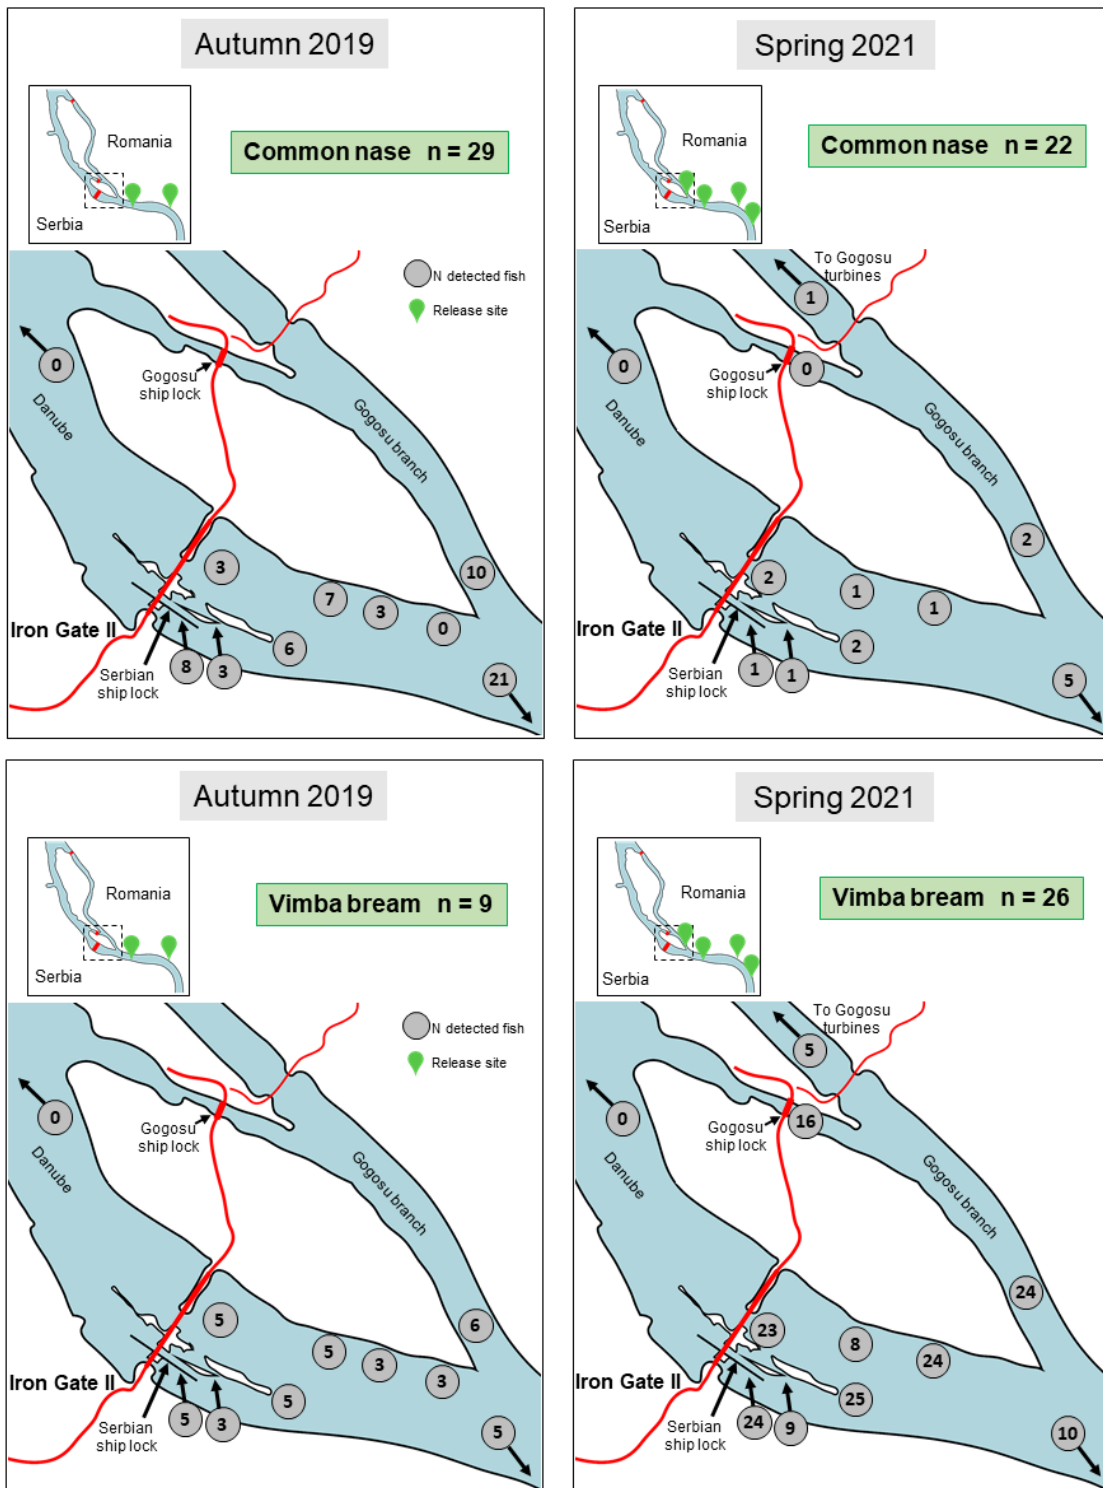 Autumn 2019
Romania
Serbia
Common nase n = 29
N detected fish
Release site
0
Danube
Gogosu
ship lock
Gogosu branch
3
7
3
0
10
6
Iron Gate II
Serbian
ship lock
8
3
21
Spring 2021
Romania
Serbia
Common nase n = 22
To Gogosu
turbines
1
0
0
Danube
Gogosu
ship lock
Gogosu branch
2
2
1
1
2
Iron Gate II
Serbian
ship lock
1
1
5
Autumn 2019
Romania
Serbia
Vimba bream n = 9
N detected fish
Release site
0
Danube
Gogosu
ship lock
Gogosu branch
5
5
3
3
6
5
Iron Gate II
Serbian
ship lock
5
3
5
Spring 2021
Romania
Serbia
Vimba bream n = 26
To Gogosu
turbines
5
0
16
Danube
Gogosu
ship lock
Gogosu branch
24
23
8
24
25
Iron Gate II
Serbian
ship lock
24
9
10